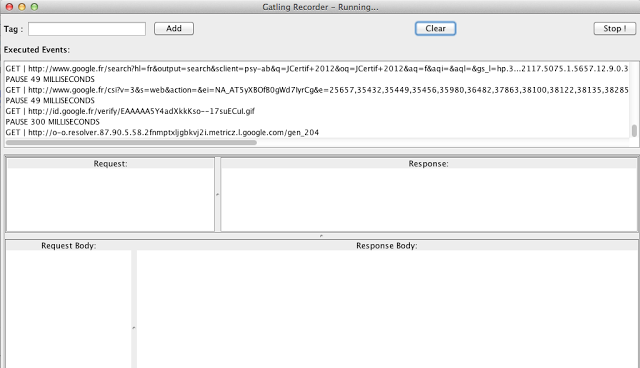 Gatling Recorder - Running...
Tag : Add Clear Stop !
Executed Events:
GET | http://www.google.fr/search?hl=fr&output=search&sclient=psy-ab&q=JCertif+2012&oq=JCertif+2012&aq=f&aqi=&aql=&gs_l=hp.3...2117.5075.1.5657.12.9.0.3
PAUSE 49 MILLISECONDS
GET | http://www.google.fr/csi?v=3&s=web&action=&ei=NA_AT5yXBOfB0gWd7IyrCg&e=25657,35432,35449,35456,35980,36482,37863,38100,38122,38135,38285
PAUSE 49 MILLISECONDS
GET | http://id.google.fr/verify/EAAAAA5Y4adXkkKso--17suECuI.gif
PAUSE 300 MILLISECONDS
GET | http://o-o.resolver.87.90.5.58.2fnmptxljgbkvj2i.metricz.l.google.com/gen_204
Request: Response:
Request Body: Response Body: